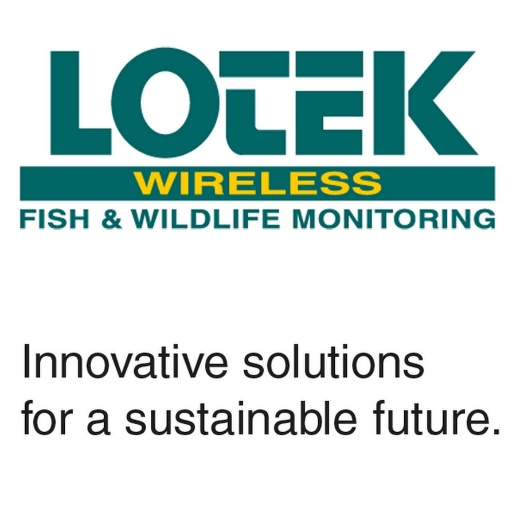 LOTEK
WIRELESS
FISH & WILDLIFE MONITORING
Innovative solutions
for a sustainable future.